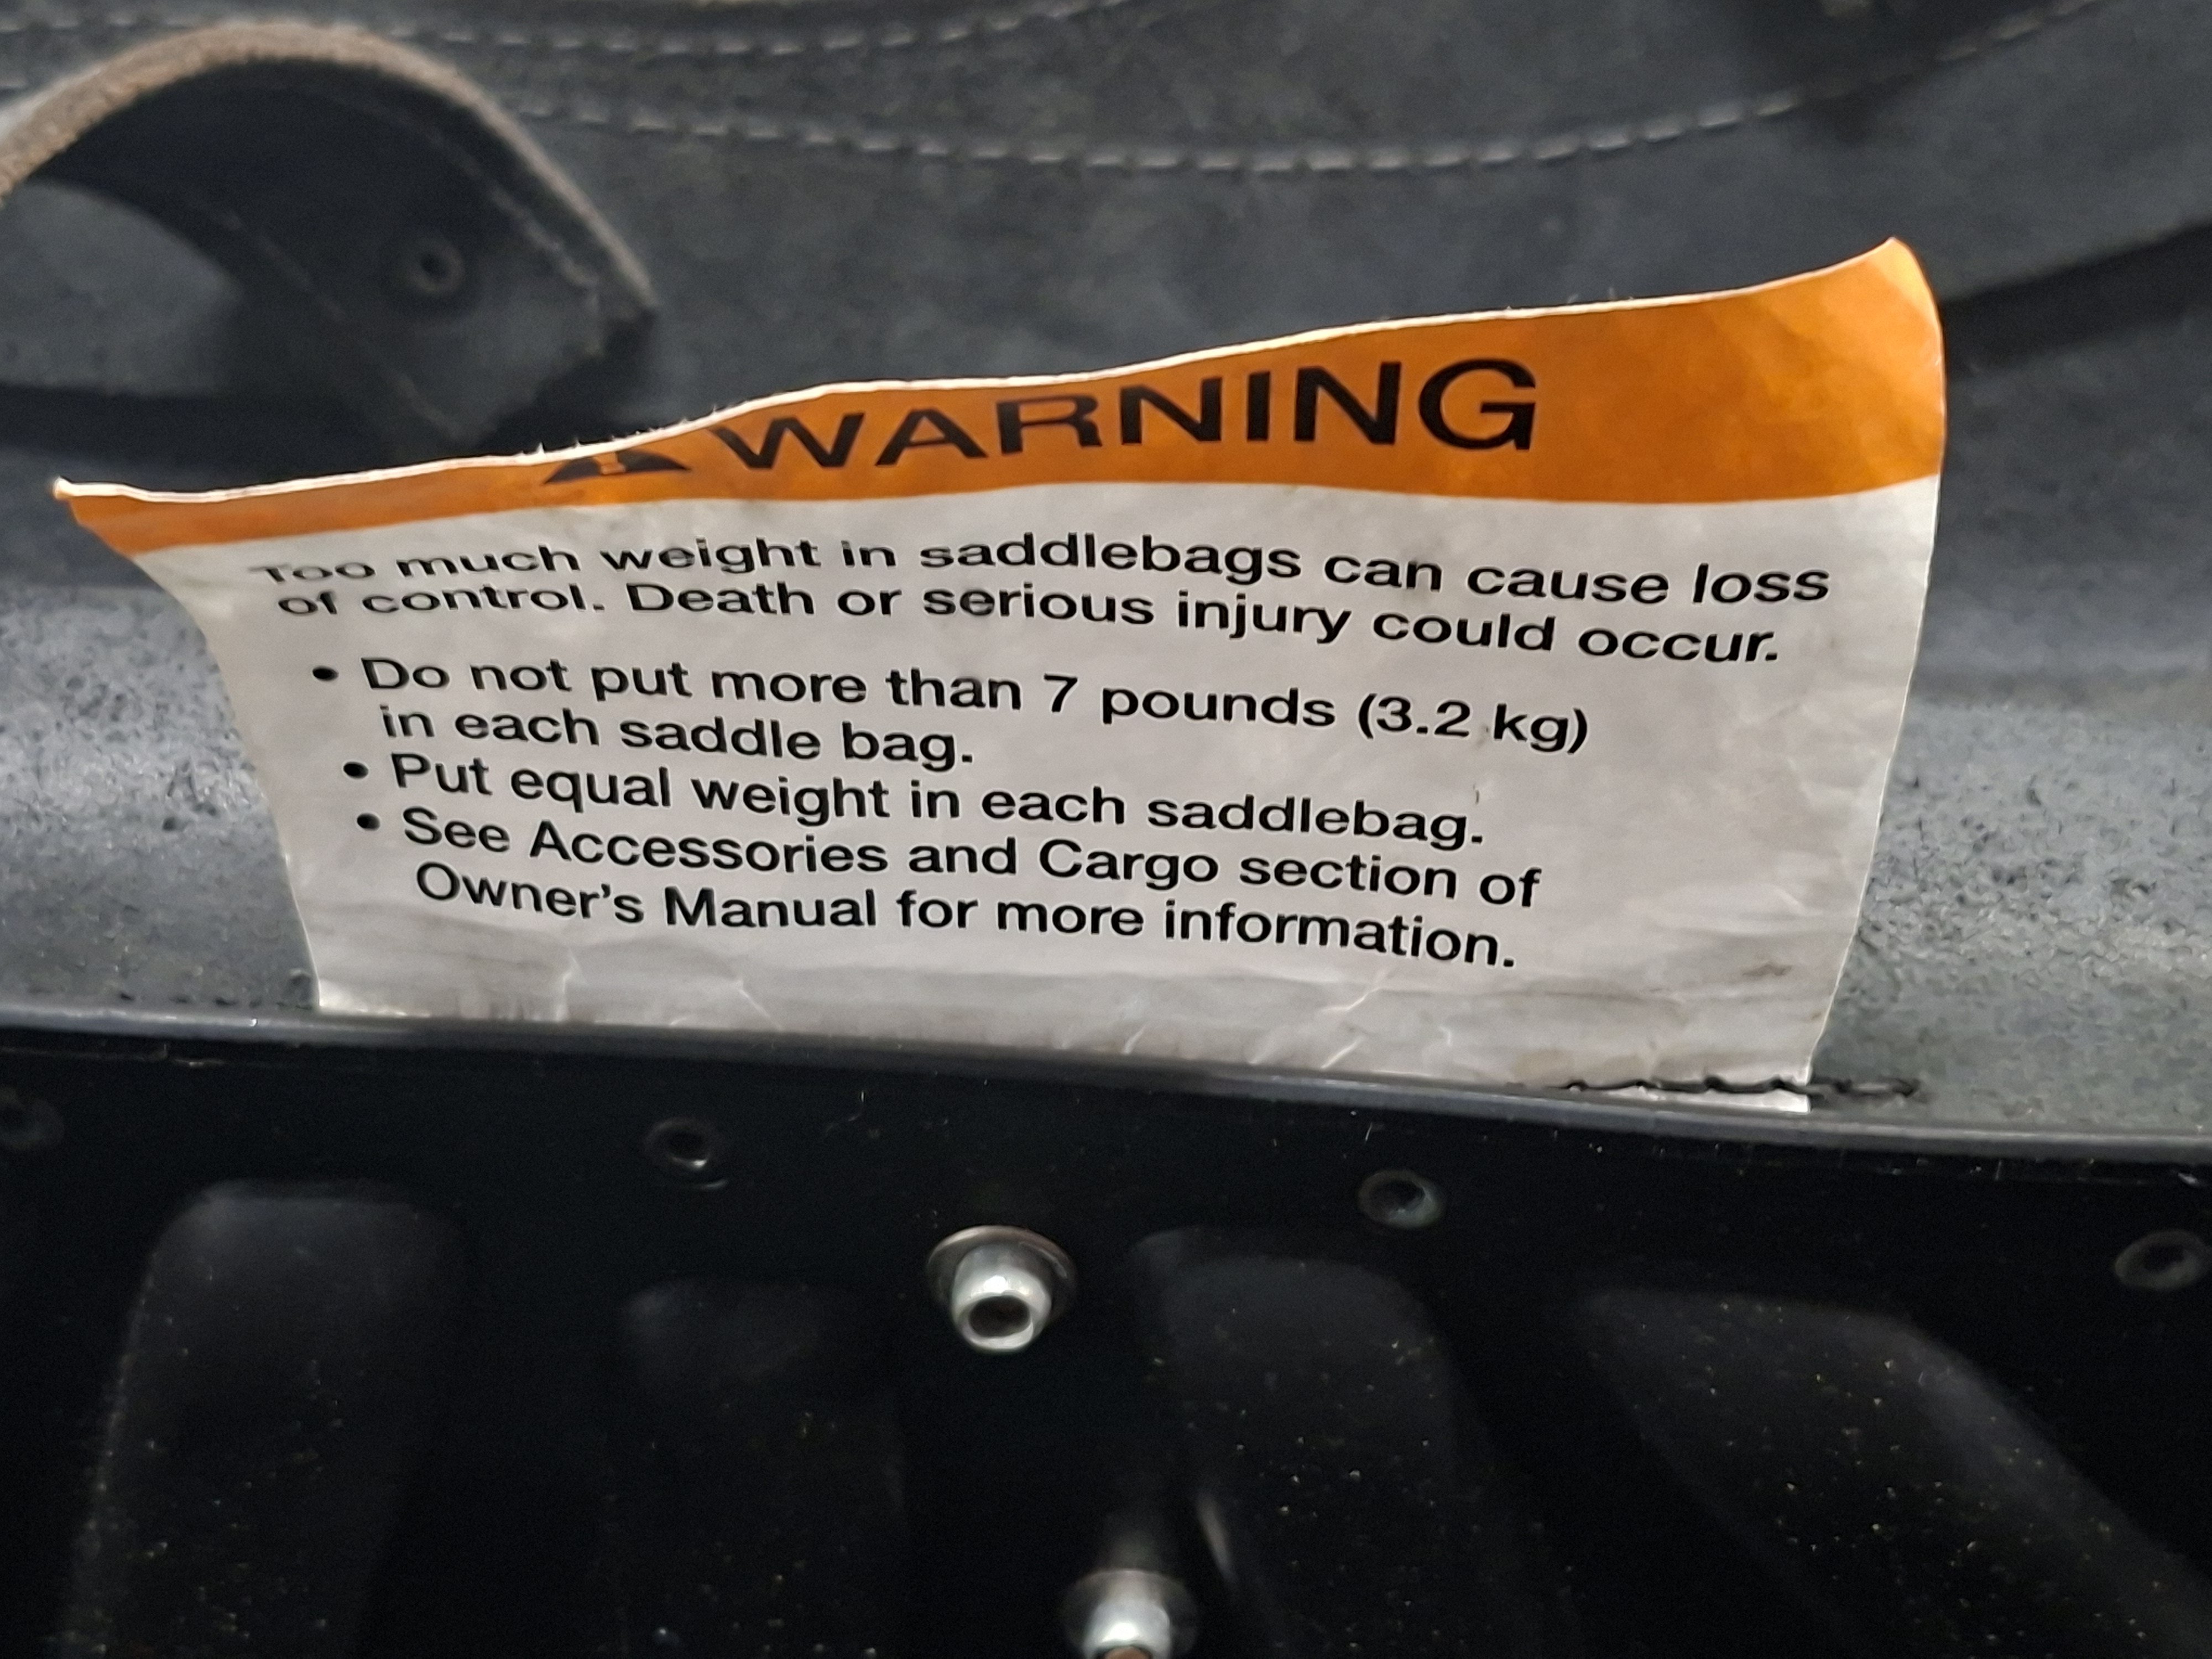 WARNING
Too much weight in saddlebags can cause loss
of control. Death or serious injury could occur.
• Do not put more than 7 pounds (3.2 kg)
in each saddle bag.
• Put equal weight in each saddlebag.
• See Accessories and Cargo section of
Owner's Manual for more information.